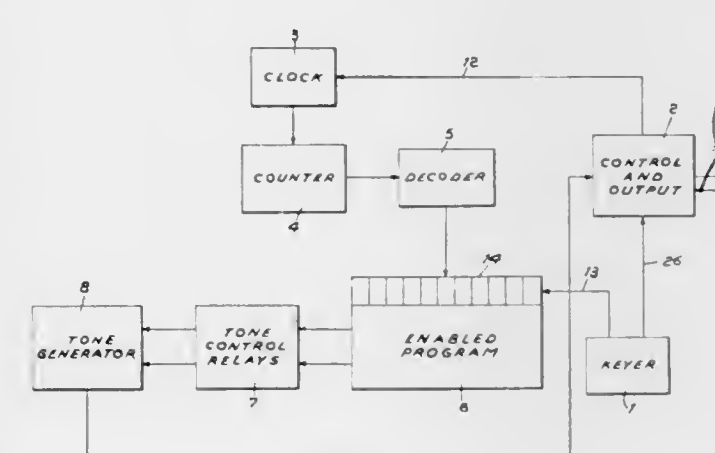 3
CLOCK
12
2
CONTROL
AND
OUTPUT
COUNTER
4
5
DECODER
26
14
13
8
TONE
GENERATOR
TONE
CONTROL
RELAYS
7
ENABLED
PROGRAM
6
KEYER
1